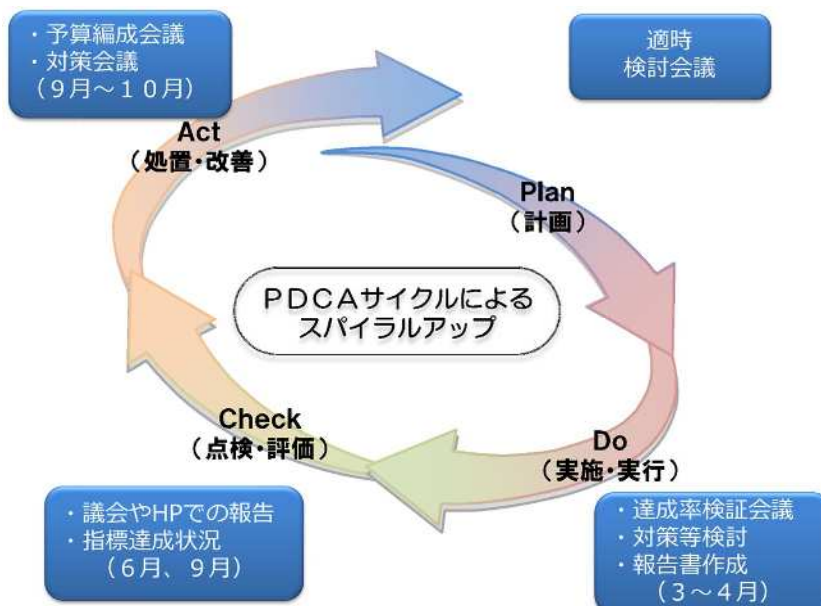 ・予算編成会議
・対策会議
（９月～１０月）
適時
検討会議
Act
（処置・改善）
Plan
（計画）
ＰＤＣＡサイクルによる
スパイラルアップ
Check
（点検・評価）
Do
（実施・実行）
・議会やHPでの報告
・指標達成状況
（６月、９月）
・達成率検証会議
・対策等検討
・報告書作成
（３～４月）